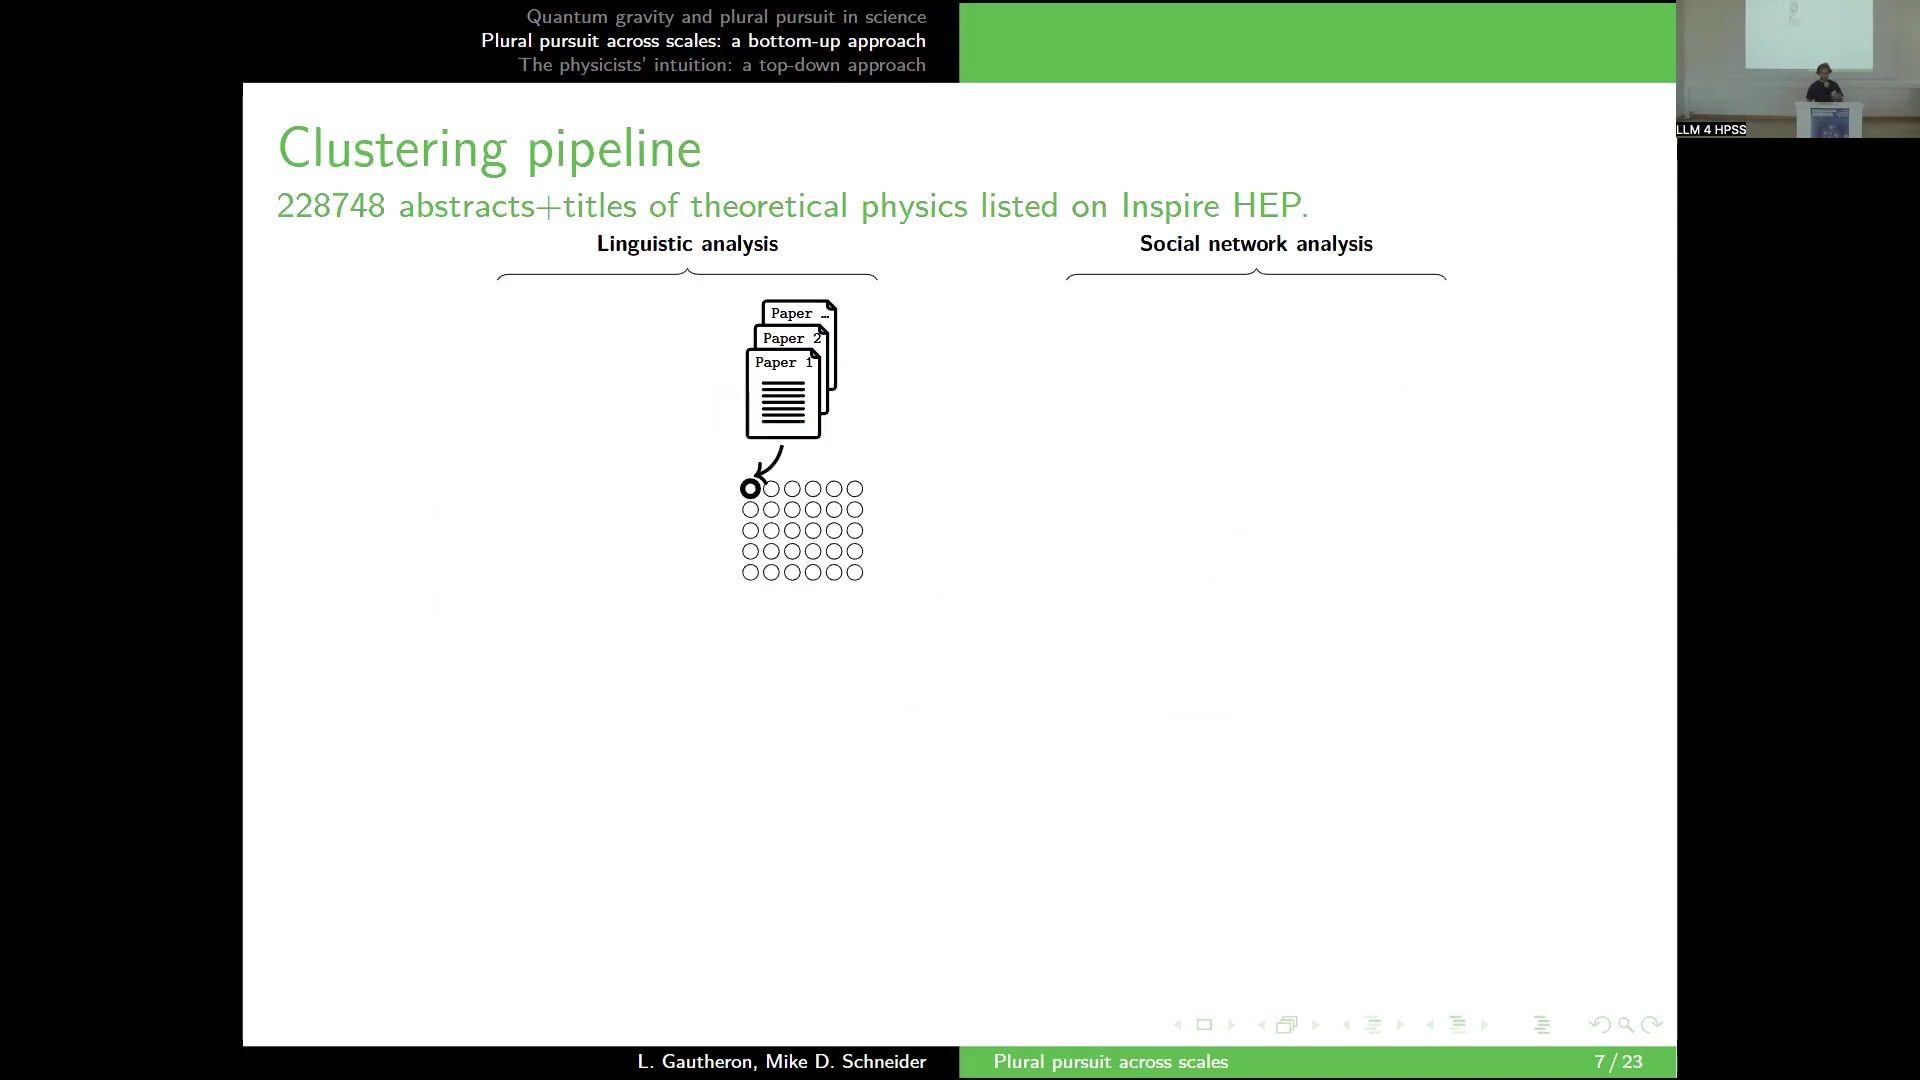 Quantum gravity and plural pursuit in science
Plural pursuit across scales: a bottom-up approach
The physicists' intuition: a top-down approach
LLM 4 HPSS
Clustering pipeline
228748 abstracts+titles of theoretical physics listed on Inspire HEP.
Linguistic analysis
Social network analysis
Paper …
Paper 2
Paper 1
L. Gautheron, Mike D. Schneider
Plural pursuit across scales
7 / 23